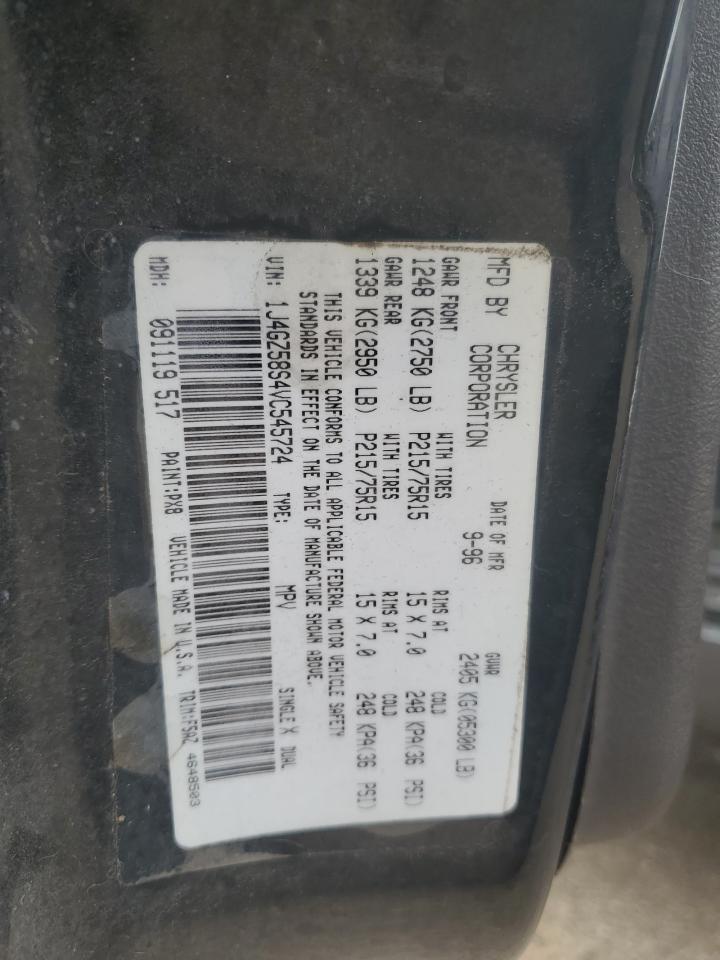 MFD BY CHRYSLER CORPORATION DATE OF MFR 9-96 GVWR 2405 KG(05300 LB)
GAWR FRONT WITH TIRES RIMS AT COLD
1248 KG(2750 LB) P215/75R15 15 X 7.0 248 KPA(36 PSI)
GAWR REAR WITH TIRES RIMS AT COLD
1339 KG(2950 LB) P215/75R15 15 X 7.0 248 KPA(36 PSI)
THIS VEHICLE CONFORMS TO ALL APPLICABLE FEDERAL MOTOR VEHICLE SAFETY
STANDARDS IN EFFECT ON THE DATE OF MANUFACTURE SHOWN ABOVE.
VIN: 1J4GZ58S4VC545724 TYPE: MPV SINGLE X DUAL
MDH: 091119 517 PAINT:PX8 VEHICLE MADE IN U.S.A. TRIM:F5AZ 4648503